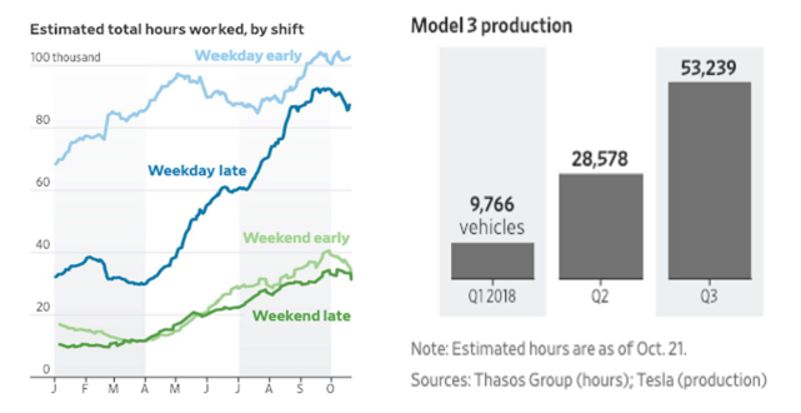 Estimated total hours worked, by shift
100 thousand
Weekday early
80
Weekday late
60
Weekend early
40
20
Weekend late
0
J F M A M J J A S O
Model 3 production
53,239
28,578
9,766
vehicles
Q1 2018 Q2 Q3
Note: Estimated hours are as of Oct. 21.
Sources: Thasos Group (hours); Tesla (production)